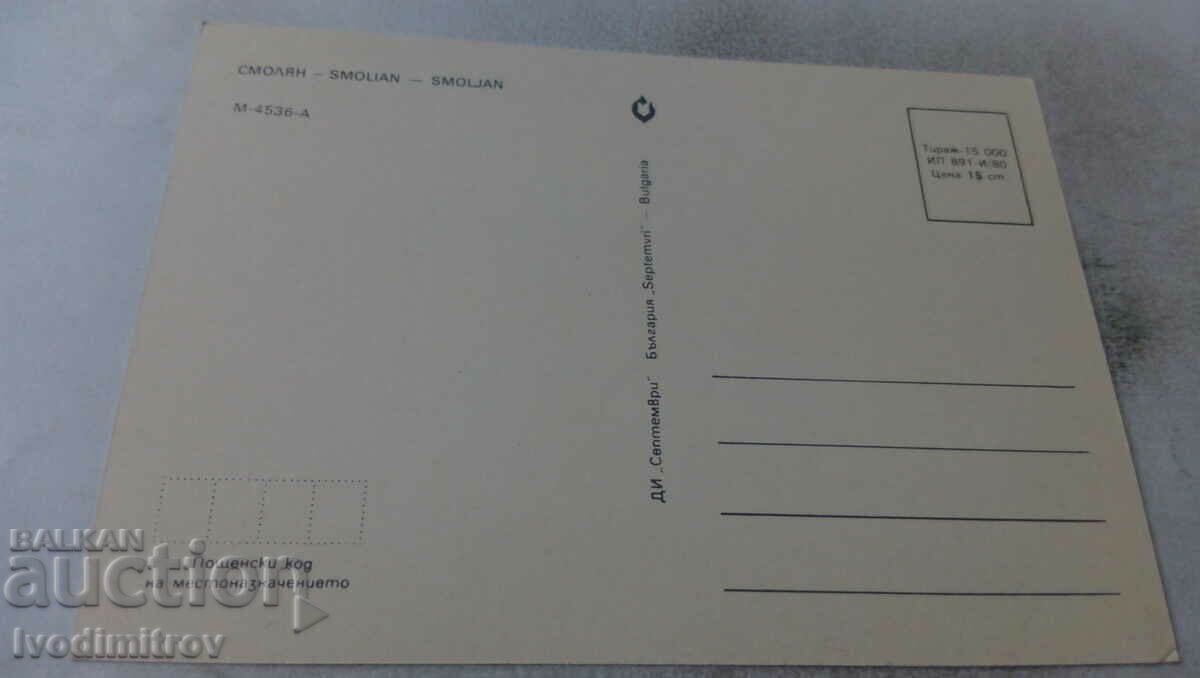 СМОЛЯН – SMOLIAN — SMOLJAN
М-4536-А
Тираж 15 000
ИП 891-И/80
Цена 15 ст
ДИ „Септември" България „Septemvri" — Bulgaria
Пощенски код
на местоназначението
BALKAN
auction
Ivodimitrov